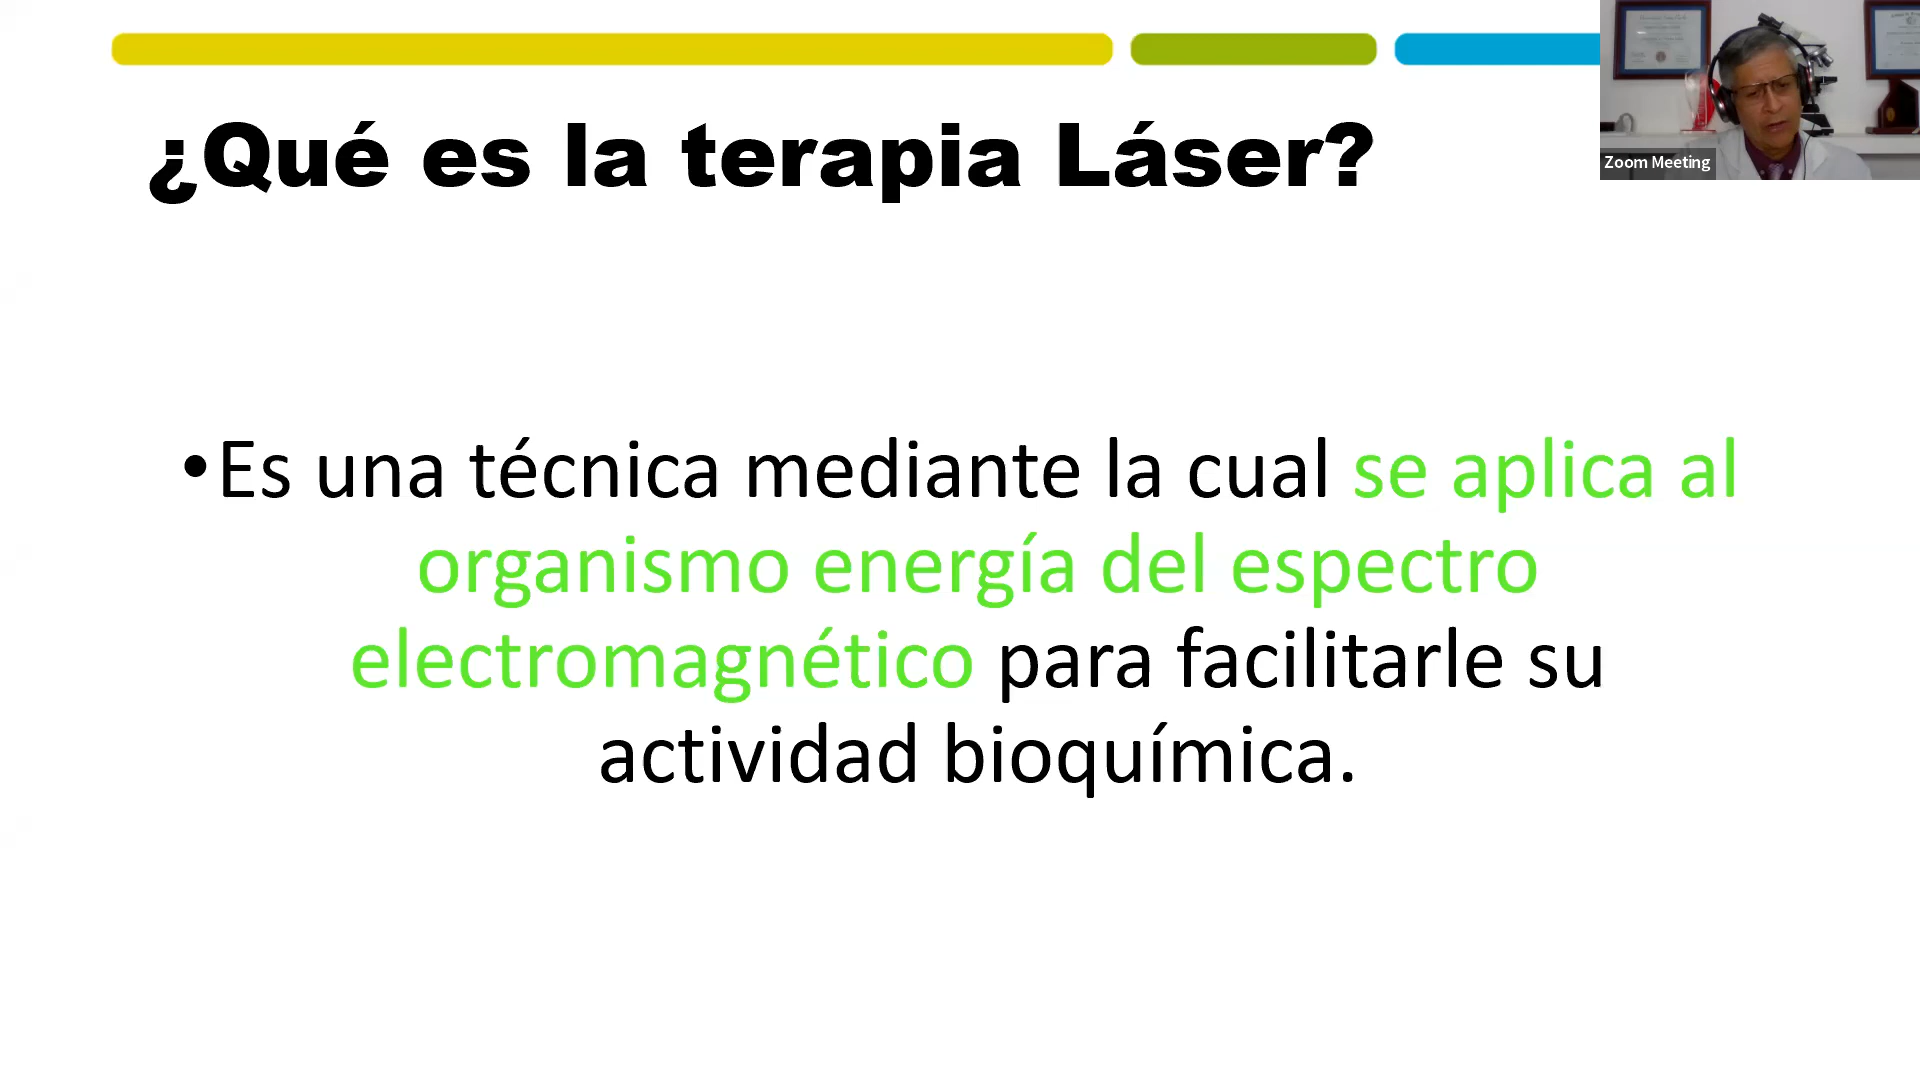 ¿Qué es la terapia Láser?
Zoom Meeting
•Es una técnica mediante la cual se aplica al
organismo energía del espectro
electromagnético para facilitarle su
actividad bioquímica.